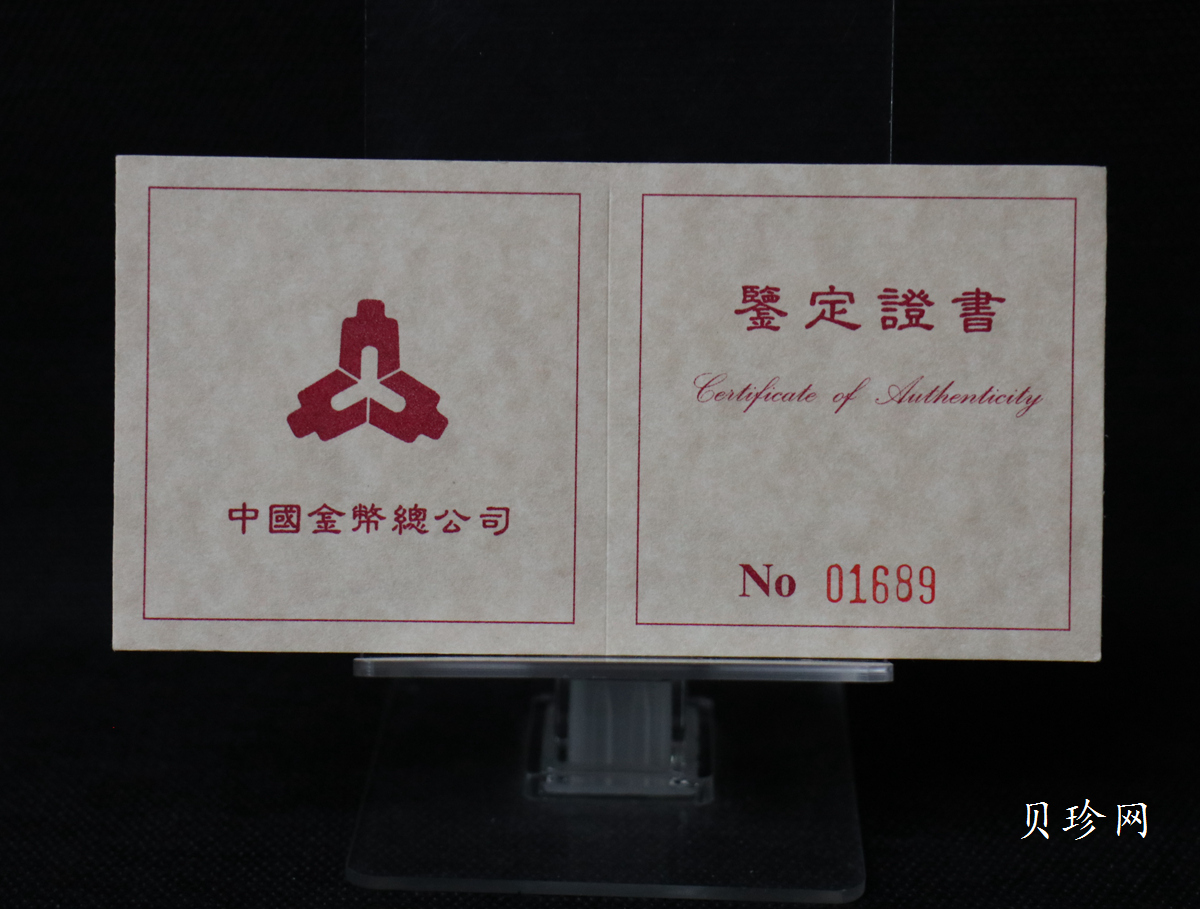 中國金幣總公司
鑒定證書
Certificate of Authenticity
No 01689
贝珍网